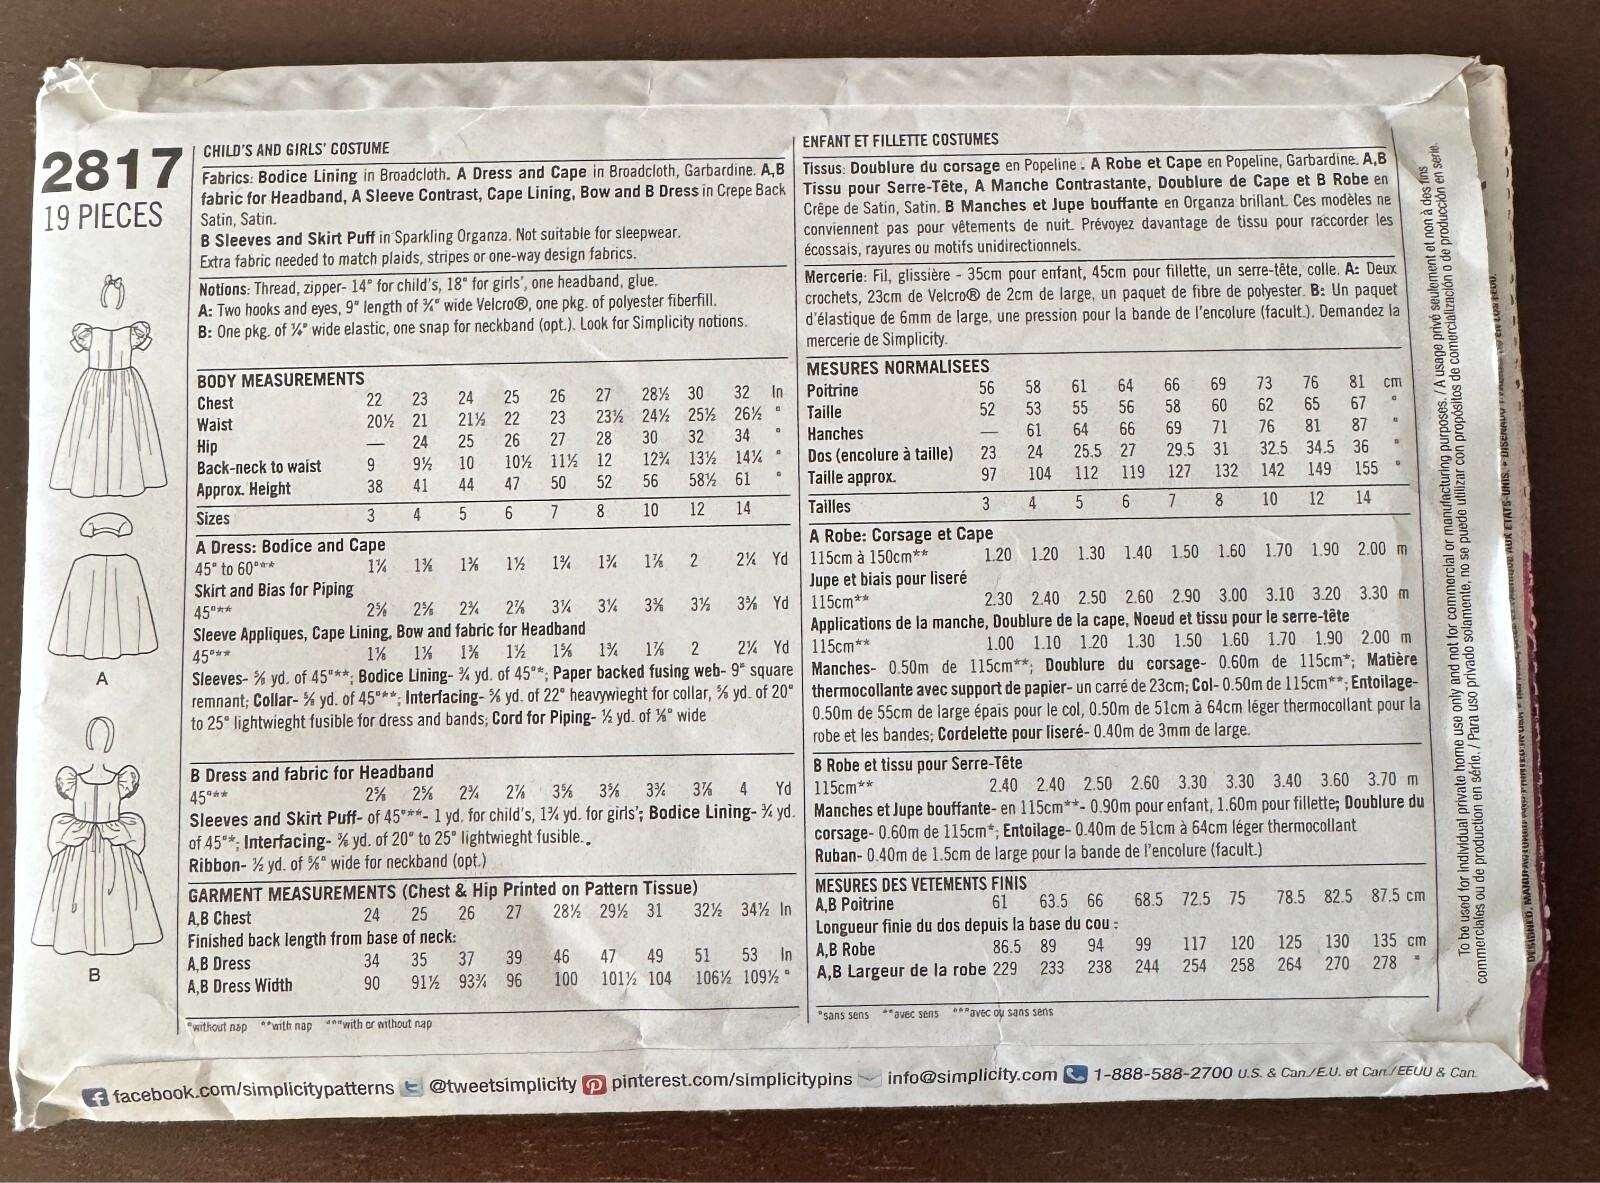 2817
19 PIECES
A
B
CHILD'S AND GIRLS' COSTUME
Fabrics: Bodice Lining in Broadcloth. A Dress and Cape in Broadcloth, Garbardine. A,B
fabric for Headband, A Sleeve Contrast, Cape Lining, Bow and B Dress in Crepe Back
Satin, Satin.
B Sleeves and Skirt Puff in Sparkling Organza. Not suitable for sleepwear.
Extra fabric needed to match plaids, stripes or one-way design fabrics.
Notions: Thread, zipper- 14" for child's, 18" for girls', one headband, glue.
A: Two hooks and eyes, 9" length of ¾" wide Velcro®, one pkg. of polyester fiberfill.
B: One pkg. of ¼" wide elastic, one snap for neckband (opt.). Look for Simplicity notions.
BODY MEASUREMENTS
Chest 22 23 24 25 26 27 28½ 30 32 In
Waist 20½ 21 21½ 22 23 23½ 24½ 25½ 26½ "
Hip — 24 25 26 27 28 30 32 34 "
Back-neck to waist 9 9½ 10 10½ 11½ 12 12¾ 13½ 14¼ "
Approx. Height 38 41 44 47 50 52 56 58½ 61 "
Sizes 3 4 5 6 7 8 10 12 14
A Dress: Bodice and Cape
45" to 60"** 1¼ 1⅜ 1⅜ 1½ 1¾ 1¾ 1⅞ 2 2¼ Yd
Skirt and Bias for Piping
45"** 2⅝ 2⅝ 2¾ 2⅞ 3¼ 3¼ 3⅜ 3½ 3⅝ Yd
Sleeve Appliques, Cape Lining, Bow and fabric for Headband
45"** 1⅛ 1⅛ 1⅜ 1½ 1⅝ 1¾ 1⅞ 2 2¼ Yd
Sleeves- ⅝ yd. of 45"**; Bodice Lining- ¾ yd. of 45"*; Paper backed fusing web- 9" square
remnant; Collar- ⅝ yd. of 45"**; Interfacing- ⅝ yd. of 22" heavywieght for collar, ⅝ yd. of 20"
to 25" lightwieght fusible for dress and bands; Cord for Piping- ½ yd. of ⅛" wide
B Dress and fabric for Headband
45"** 2⅝ 2⅝ 2¾ 2⅞ 3⅝ 3⅝ 3¾ 3⅞ 4 Yd
Sleeves and Skirt Puff- of 45"**- 1 yd. for child's, 1¾ yd. for girls'; Bodice Lining- ¾ yd.
of 45"*; Interfacing- ⅜ yd. of 20" to 25" lightwieght fusible.
Ribbon- ½ yd. of ⅝" wide for neckband (opt.)
GARMENT MEASUREMENTS (Chest & Hip Printed on Pattern Tissue)
A,B Chest 24 25 26 27 28½ 29½ 31 32½ 34½ In
Finished back length from base of neck:
A,B Dress 34 35 37 39 46 47 49 51 53 In
A,B Dress Width 90 91½ 93¾ 96 100 101½ 104 106½ 109½ "
*without nap **with nap ***with or without nap
ENFANT ET FILLETTE COSTUMES
Tissus: Doublure du corsage en Popeline. A Robe et Cape en Popeline, Garbardine. A,B
Tissu pour Serre-Tête, A Manche Contrastante, Doublure de Cape et B Robe en
Crêpe de Satin, Satin. B Manches et Jupe bouffante en Organza brillant. Ces modèles ne
conviennent pas pour vêtements de nuit. Prévoyez davantage de tissu pour raccorder les
écossais, rayures ou motifs unidirectionnels.
Mercerie: Fil, glissière - 35cm pour enfant, 45cm pour fillette, un serre-tête, colle. A: Deux
crochets, 23cm de Velcro® de 2cm de large, un paquet de fibre de polyester. B: Un paquet
d'élastique de 6mm de large, une pression pour la bande de l'encolure (facult.). Demandez la
mercerie de Simplicity.
MESURES NORMALISEES
Poitrine 56 58 61 64 66 69 73 76 81 cm
Taille 52 53 55 56 58 60 62 65 67 "
Hanches — 61 64 66 69 71 76 81 87 "
Dos (encolure à taille) 23 24 25.5 27 29.5 31 32.5 34.5 36 "
Taille approx. 97 104 112 119 127 132 142 149 155 "
Tailles 3 4 5 6 7 8 10 12 14
A Robe: Corsage et Cape
115cm à 150cm** 1.20 1.20 1.30 1.40 1.50 1.60 1.70 1.90 2.00 m
Jupe et biais pour liseré
115cm** 2.30 2.40 2.50 2.60 2.90 3.00 3.10 3.20 3.30 m
Applications de la manche, Doublure de la cape, Noeud et tissu pour le serre-tête
115cm** 1.00 1.10 1.20 1.30 1.50 1.60 1.70 1.90 2.00 m
Manches- 0.50m de 115cm**; Doublure du corsage- 0.60m de 115cm*; Matière
thermocollante avec support de papier- un carré de 23cm; Col- 0.50m de 115cm**; Entoilage-
0.50m de 55cm de large épais pour le col, 0.50m de 51cm à 64cm léger thermocollant pour la
robe et les bandes; Cordelette pour liseré- 0.40m de 3mm de large.
B Robe et tissu pour Serre-Tête
115cm** 2.40 2.40 2.50 2.60 3.30 3.30 3.40 3.60 3.70 m
Manches et Jupe bouffante- en 115cm**- 0.90m pour enfant, 1.60m pour fillette; Doublure du
corsage- 0.60m de 115cm*; Entoilage- 0.40m de 51cm à 64cm léger thermocollant
Ruban- 0.40m de 1.5cm de large pour la bande de l'encolure (facult.)
MESURES DES VETEMENTS FINIS
A,B Poitrine 61 63.5 66 68.5 72.5 75 78.5 82.5 87.5 cm
Longueur finie du dos depuis la base du cou :
A,B Robe 86.5 89 94 99 117 120 125 130 135 cm
A,B Largeur de la robe 229 233 238 244 254 258 264 270 278 "
*sans sens **avec sens ***avec ou sans sens
To be used for individual private home use only and not for commercial or manufacturing purposes. / A usage privé seulement et non à des fins
commerciales ou de production en série. / Para uso privado solamente, no se puede utilizar con propósitos de comercialización o de producción en serie.
facebook.com/simplicitypatterns @tweetsimplicity pinterest.com/simplicitypins info@simplicity.com 1-888-588-2700 U.S. & Can./E.U. et Can./EEUU & Can.